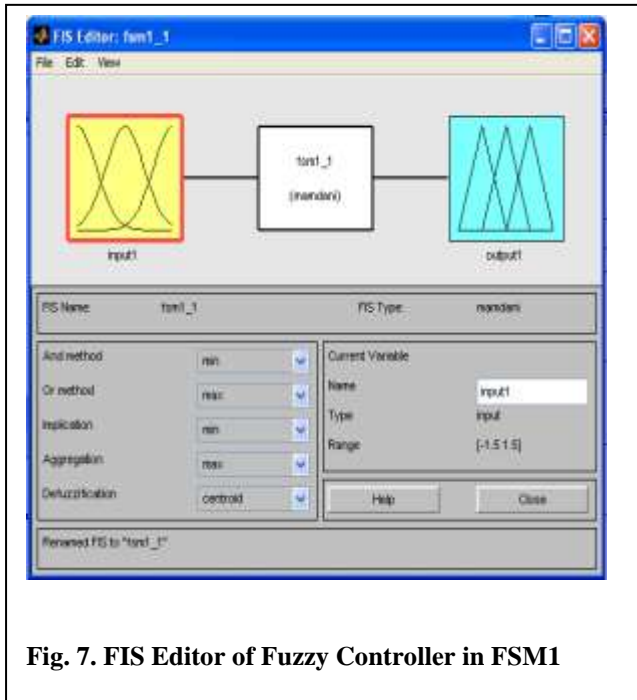 FIS Editor: fsm1_1
File Edit View
fsm1_1
(mamdani)
input1
output1
FIS Name: fsm1_1
FIS Type: mamdani
And method
min
Or method
max
Implication
min
Aggregation
max
Defuzzification
centroid
Current Variable
Name
input1
Type
input
Range
[-1.5 1.5]
Help
Close
Renamed FIS to "fsm1_1"
Fig. 7. FIS Editor of Fuzzy Controller in FSM1